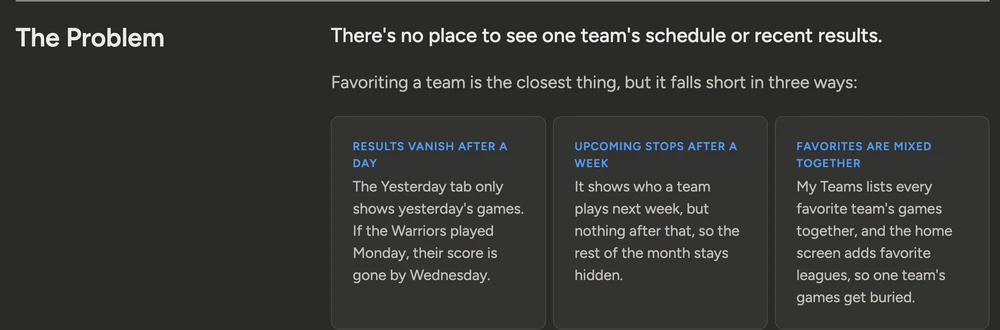 The Problem
There's no place to see one team's schedule or recent results.
Favoriting a team is the closest thing, but it falls short in three ways:
RESULTS VANISH AFTER A
DAY
The Yesterday tab only
shows yesterday's games.
If the Warriors played
Monday, their score is
gone by Wednesday.
UPCOMING STOPS AFTER A
WEEK
It shows who a team
plays next week, but
nothing after that, so the
rest of the month stays
hidden.
FAVORITES ARE MIXED
TOGETHER
My Teams lists every
favorite team's games
together, and the home
screen adds favorite
leagues, so one team's
games get buried.